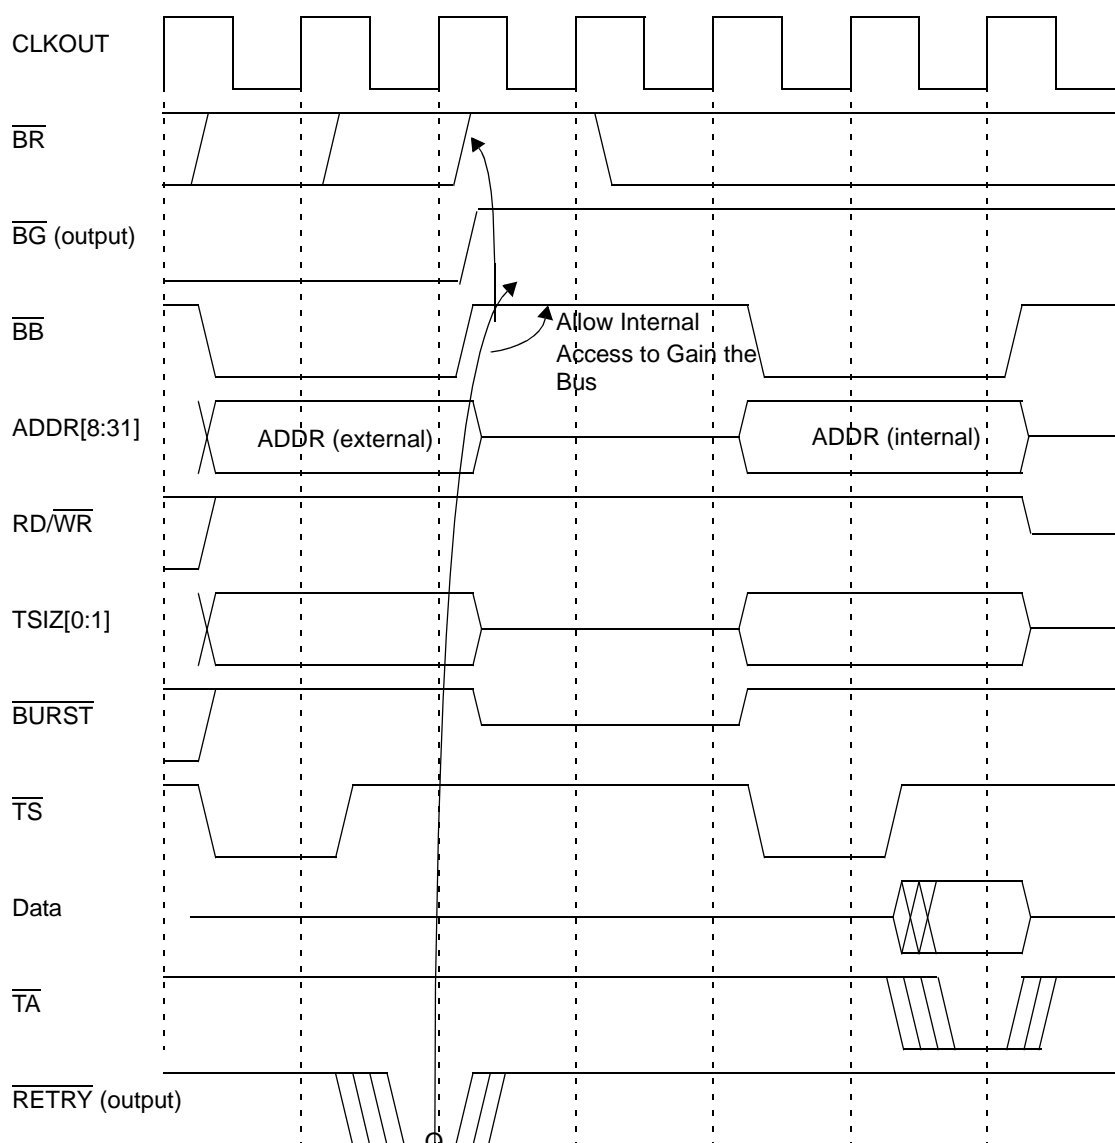 CLKOUT
BR
BG (output)
BB
Allow Internal
Access to Gain the
Bus
ADDR[8:31]
ADDR (external)
ADDR (internal)
RD/WR
TSIZ[0:1]
BURST
TS
Data
TA
RETRY (output)
O